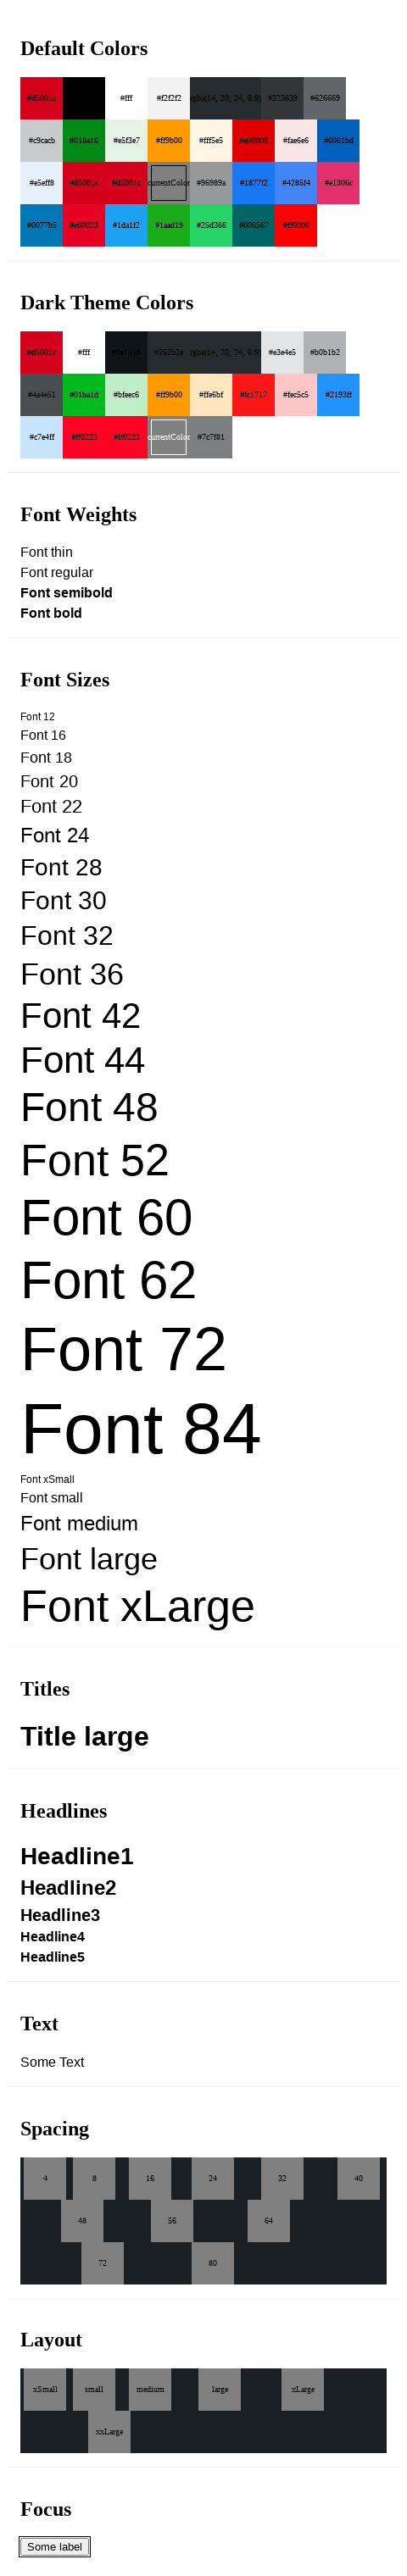 Default Colors
#d5001c #fff #f2f2f2 rgba(14, 20, 24, 0.9) #323639 #626669
#c9cacb #018a16 #e5f3e7 #ff9b00 #fff5e5 #e00000 #fae6e6 #0061bd
#e5eff8 #d5001c #d5001c currentColor #96989a #1877f2 #4285f4 #e1306c
#0077b5 #e60023 #1da1f2 #1aad19 #25d366 #006567 #ff0000
Dark Theme Colors
#d5001c #fff #0e1418 #262b2e rgba(14, 20, 24, 0.9) #e3e4e5 #b0b1b2
#4a4e51 #01ba1d #bfeec6 #ff9b00 #ffe6bf #fc1717 #fec5c5 #2193ff
#c7e4ff #ff0223 #ff0223 currentColor #7c7f81
Font Weights
Font thin
Font regular
Font semibold
Font bold
Font Sizes
Font 12
Font 16
Font 18
Font 20
Font 22
Font 24
Font 28
Font 30
Font 32
Font 36
Font 42
Font 44
Font 48
Font 52
Font 60
Font 62
Font 72
Font 84
Font xSmall
Font small
Font medium
Font large
Font xLarge
Titles
Title large
Headlines
Headline1
Headline2
Headline3
Headline4
Headline5
Text
Some Text
Spacing
4 8 16 24 32 40
48 56 64
72 80
Layout
xSmall small medium large xLarge
xxLarge
Focus
Some label